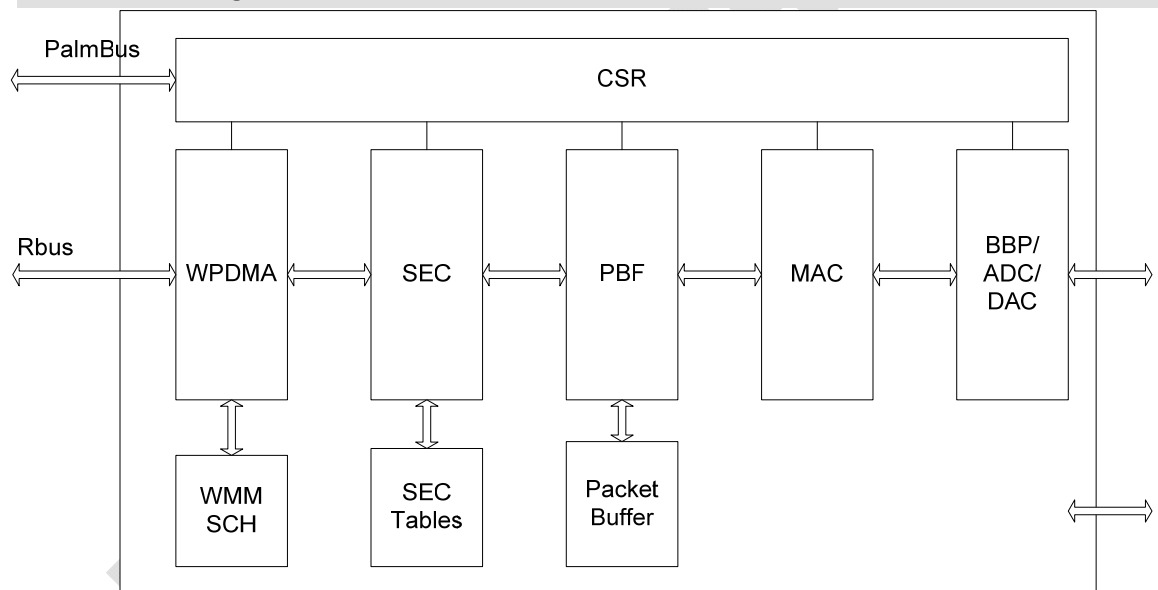 PalmBus
CSR
Rbus
WPDMA
SEC
PBF
MAC
BBP/
ADC/
DAC
WMM
SCH
SEC
Tables
Packet
Buffer